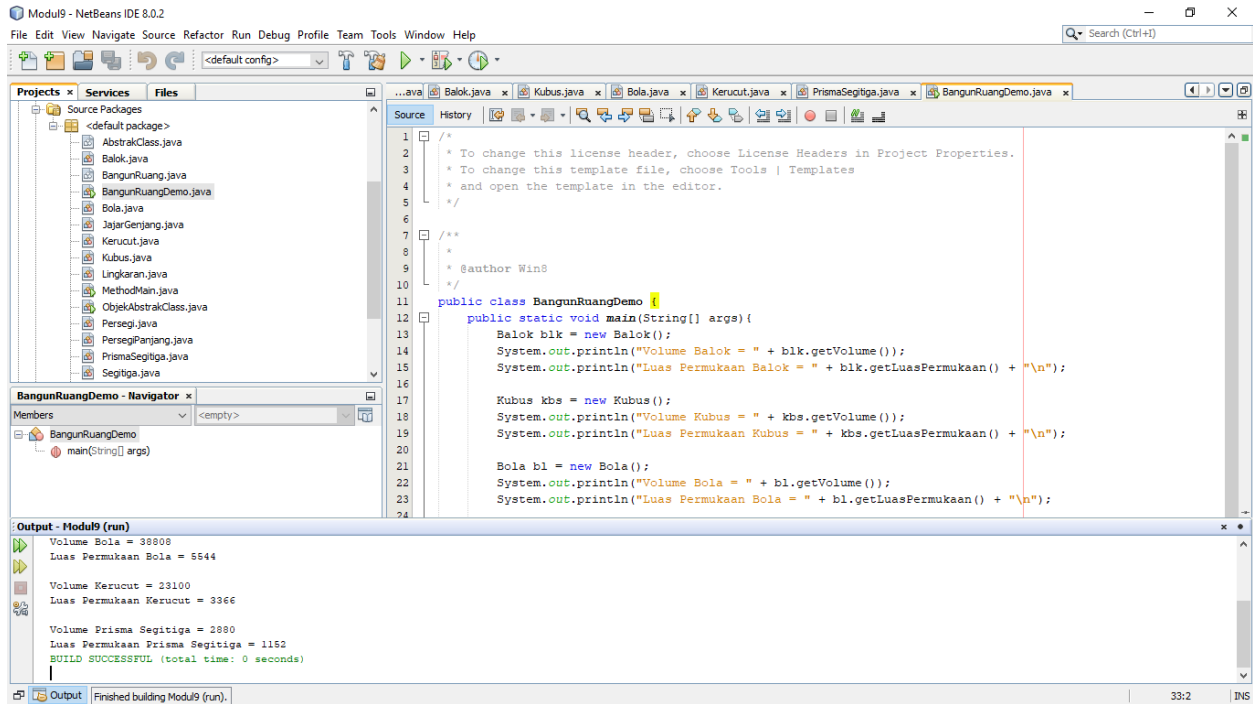 Modul9 - NetBeans IDE 8.0.2
File Edit View Navigate Source Refactor Run Debug Profile Team Tools Window Help
Search (Ctrl+I)
<default config>
Projects Services Files
Source Packages
<default package>
AbstrakClass.java
Balok.java
BangunRuang.java
BangunRuangDemo.java
Bola.java
JajarGenjang.java
Kerucut.java
Kubus.java
Lingkaran.java
MethodMain.java
ObjekAbstrakClass.java
Persegi.java
PersegiPanjang.java
PrismaSegitiga.java
Segitiga.java
BangunRuangDemo - Navigator
Members <empty>
BangunRuangDemo
main(String[] args)
...ava Balok.java Kubus.java Bola.java Kerucut.java PrismaSegitiga.java BangunRuangDemo.java
Source History
1 /*
2 * To change this license header, choose License Headers in Project Properties.
3 * To change this template file, choose Tools | Templates
4 * and open the template in the editor.
5 */
6
7 /**
8 *
9 * @author Win8
10 */
11 public class BangunRuangDemo {
12 public static void main(String[] args){
13 Balok blk = new Balok();
14 System.out.println("Volume Balok = " + blk.getVolume());
15 System.out.println("Luas Permukaan Balok = " + blk.getLuasPermukaan() + "\n");
16
17 Kubus kbs = new Kubus();
18 System.out.println("Volume Kubus = " + kbs.getVolume());
19 System.out.println("Luas Permukaan Kubus = " + kbs.getLuasPermukaan() + "\n");
20
21 Bola bl = new Bola();
22 System.out.println("Volume Bola = " + bl.getVolume());
23 System.out.println("Luas Permukaan Bola = " + bl.getLuasPermukaan() + "\n");
24
Output - Modul9 (run)
Volume Bola = 38808
Luas Permukaan Bola = 5544
Volume Kerucut = 23100
Luas Permukaan Kerucut = 3366
Volume Prisma Segitiga = 2880
Luas Permukaan Prisma Segitiga = 1152
BUILD SUCCESSFUL (total time: 0 seconds)
Output Finished building Modul9 (run). 33:2 INS